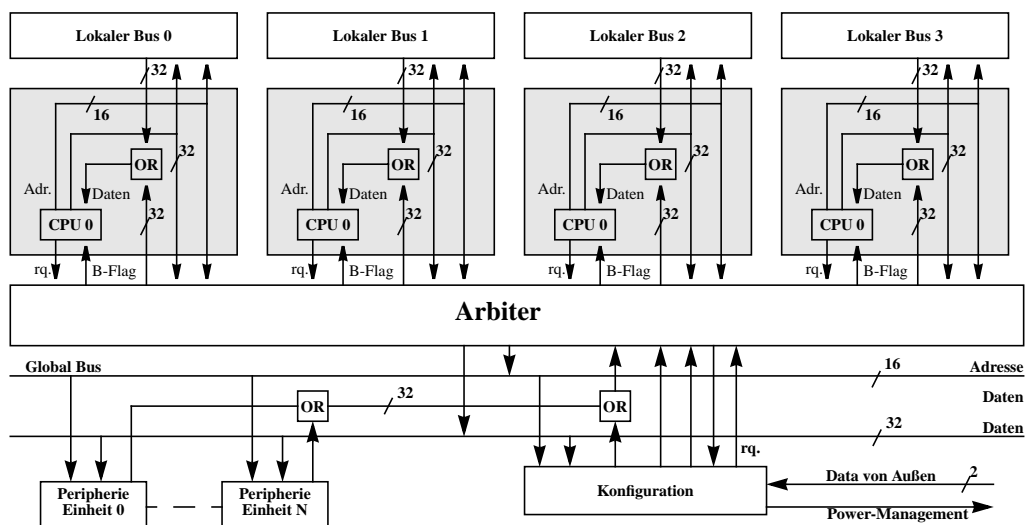 Lokaler Bus 0 Lokaler Bus 1 Lokaler Bus 2 Lokaler Bus 3
32 32 32 32
16 16 16 16
OR 32 OR 32 OR 32 OR 32
Adr. Daten Adr. Daten Adr. Daten Adr. Daten
CPU 0 32 CPU 0 32 CPU 0 32 CPU 0 32
rq. B-Flag rq. B-Flag rq. B-Flag rq. B-Flag
Arbiter
Global Bus 16 Adresse
OR 32 OR Daten
32 Daten
rq.
Peripherie
Einheit 0
Peripherie
Einheit N
Konfiguration
Data von Außen 2
Power-Management